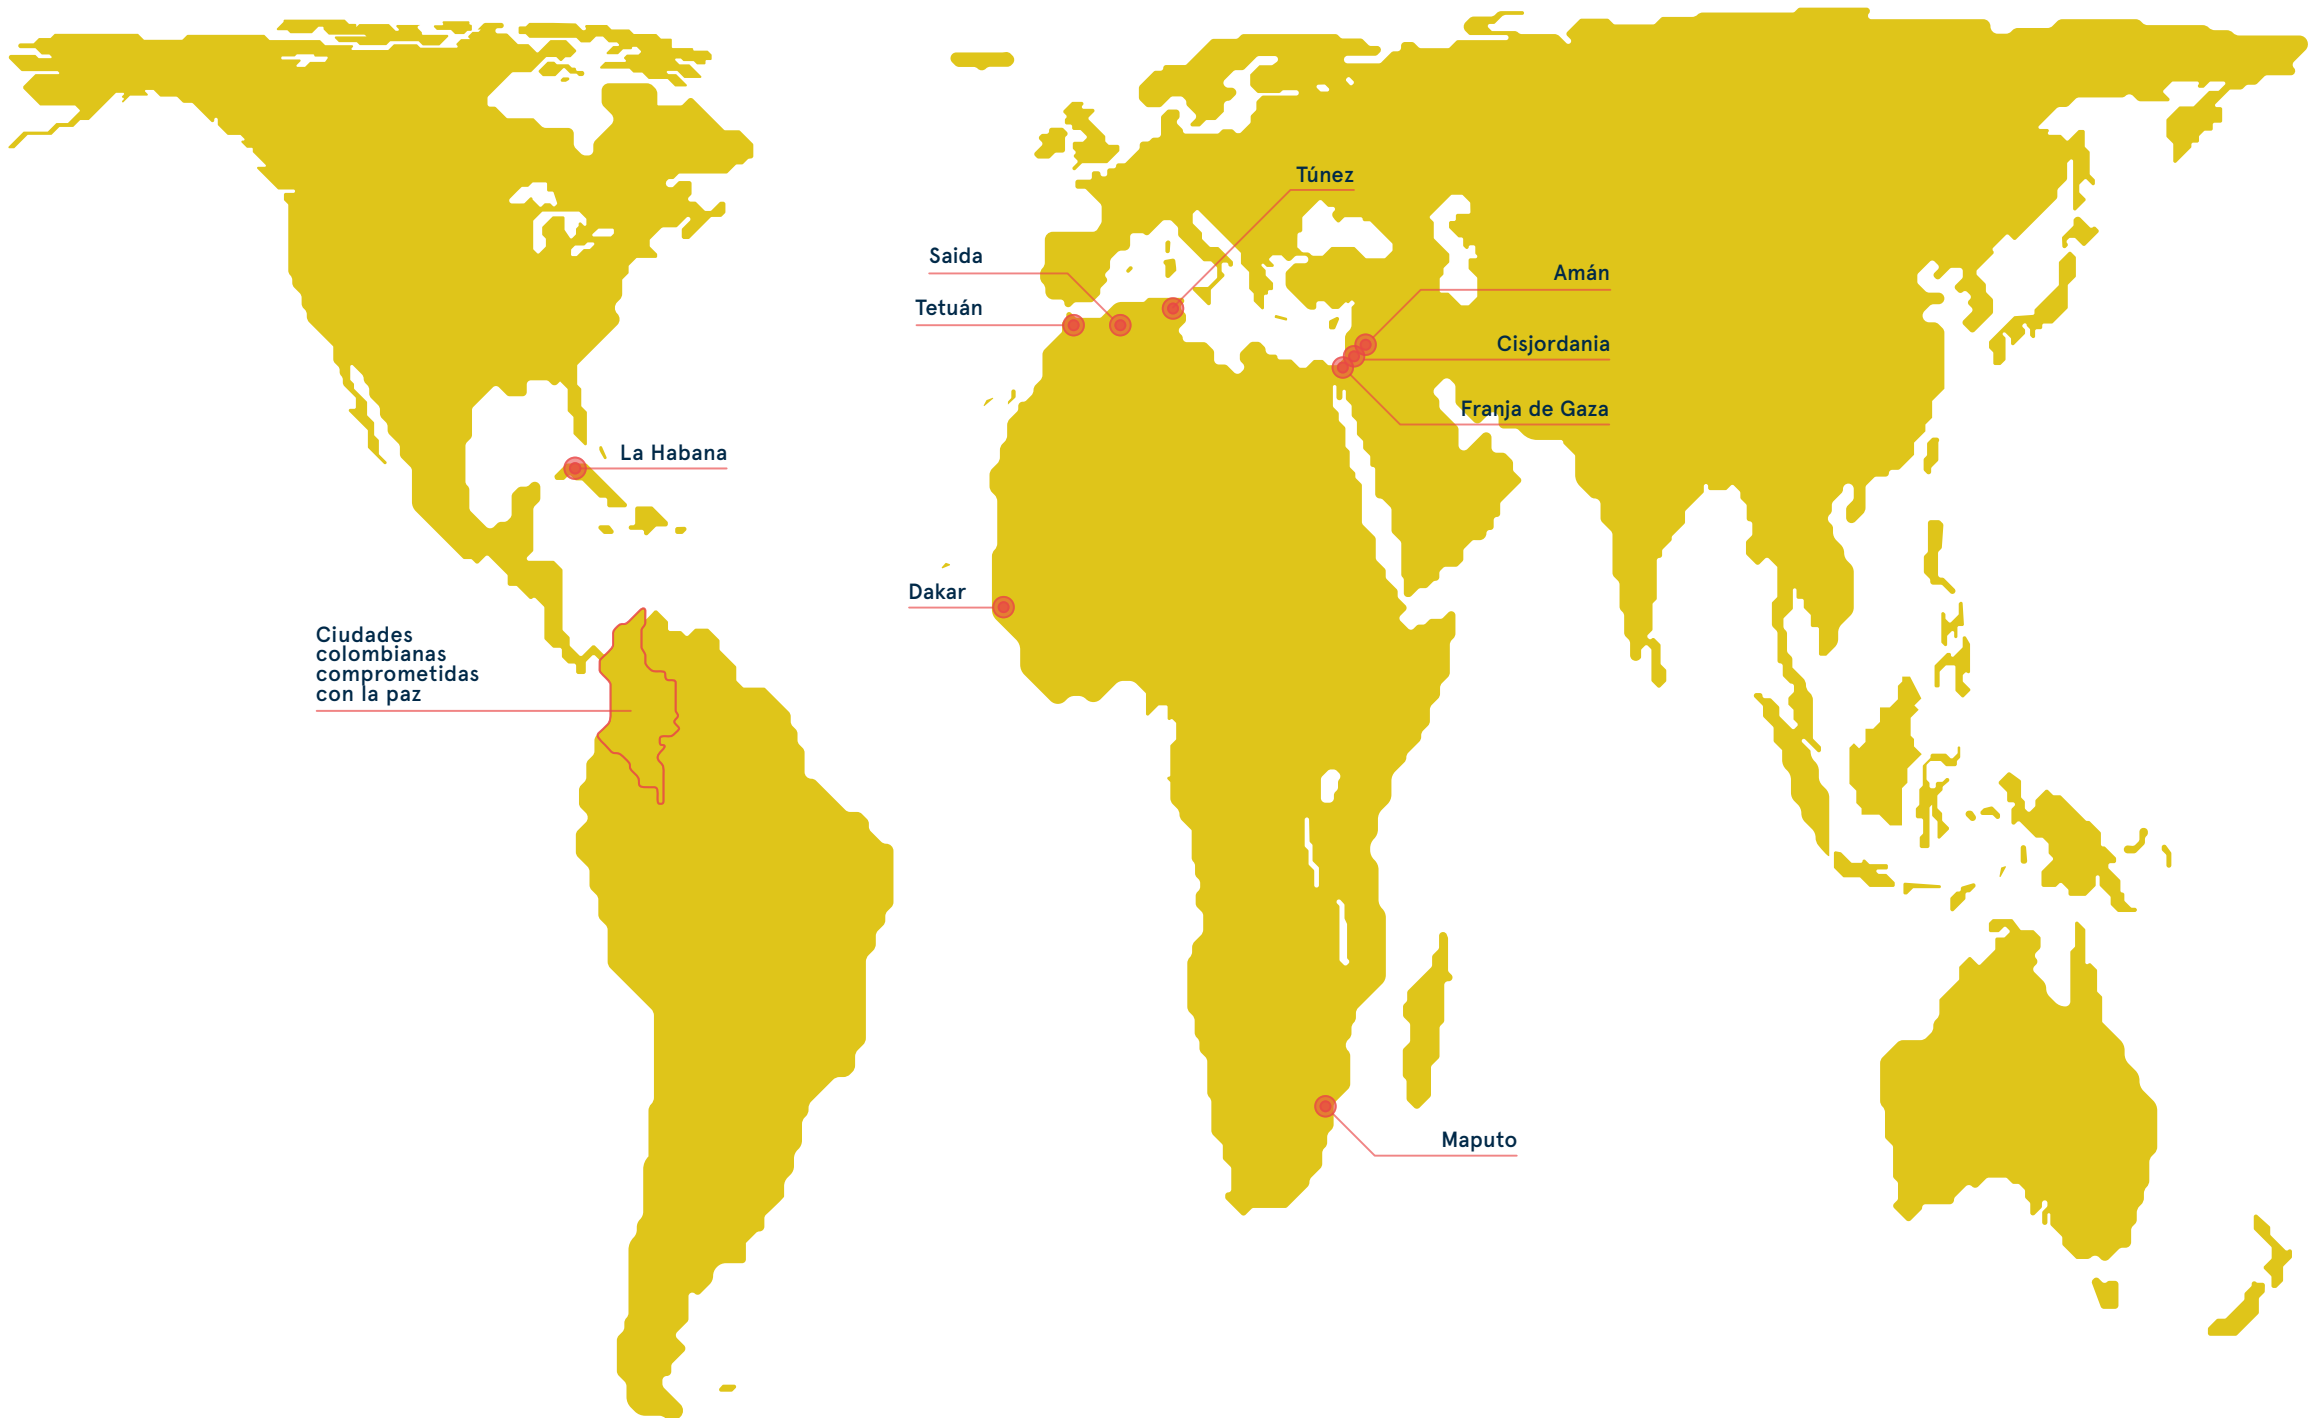 Túnez
Saida
Amán
Tetuán
Cisjordania
Franja de Gaza
La Habana
Dakar
Ciudades
colombianas
comprometidas
con la paz
Maputo